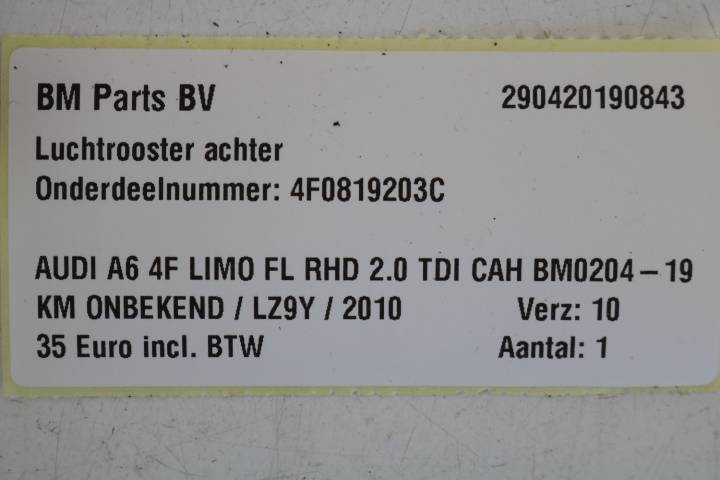 BM Parts BV 290420190843
Luchtrooster achter
Onderdeelnummer: 4F0819203C
AUDI A6 4F LIMO FL RHD 2.0 TDI CAH BM0204-19
KM ONBEKEND / LZ9Y / 2010 Verz: 10
35 Euro incl. BTW Aantal: 1